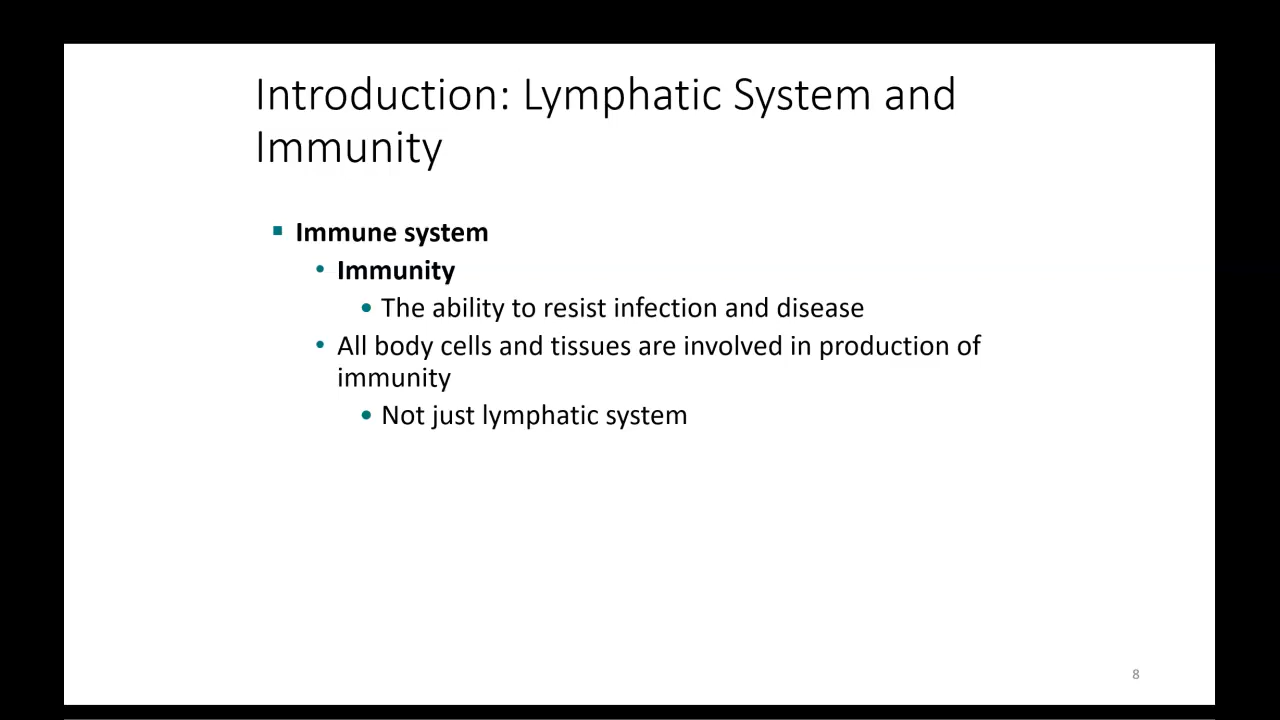 Introduction: Lymphatic System and
Immunity
▪ Immune system
• Immunity
• The ability to resist infection and disease
• All body cells and tissues are involved in production of
immunity
• Not just lymphatic system
8